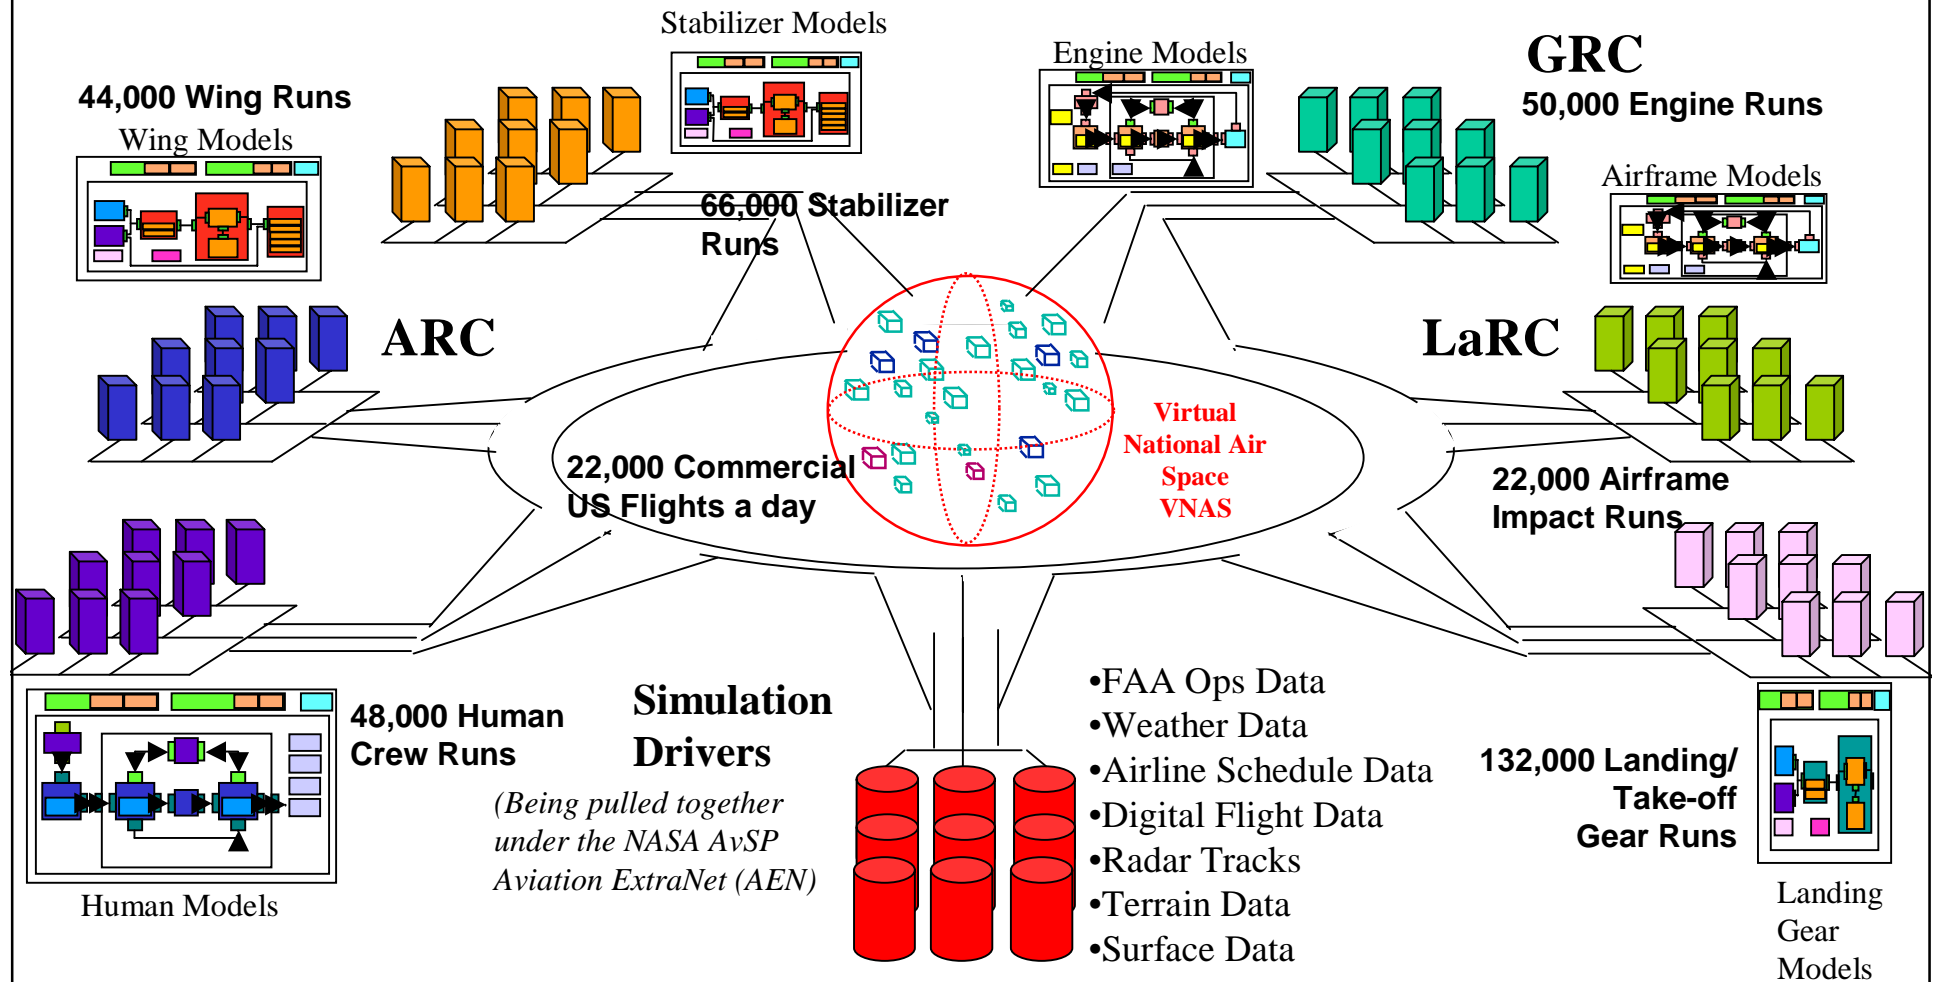 Stabilizer Models
Engine Models
GRC
44,000 Wing Runs
50,000 Engine Runs
Wing Models
Airframe Models
66,000 Stabilizer
Runs
ARC
LaRC
Virtual
National Air
Space
VNAS
22,000 Commercial
US Flights a day
22,000 Airframe
Impact Runs
48,000 Human
Crew Runs
Human Models
Simulation
Drivers
(Being pulled together
under the NASA AvSP
Aviation ExtraNet (AEN)
•FAA Ops Data
•Weather Data
•Airline Schedule Data
•Digital Flight Data
•Radar Tracks
•Terrain Data
•Surface Data
132,000 Landing/
Take-off
Gear Runs
Landing
Gear
Models